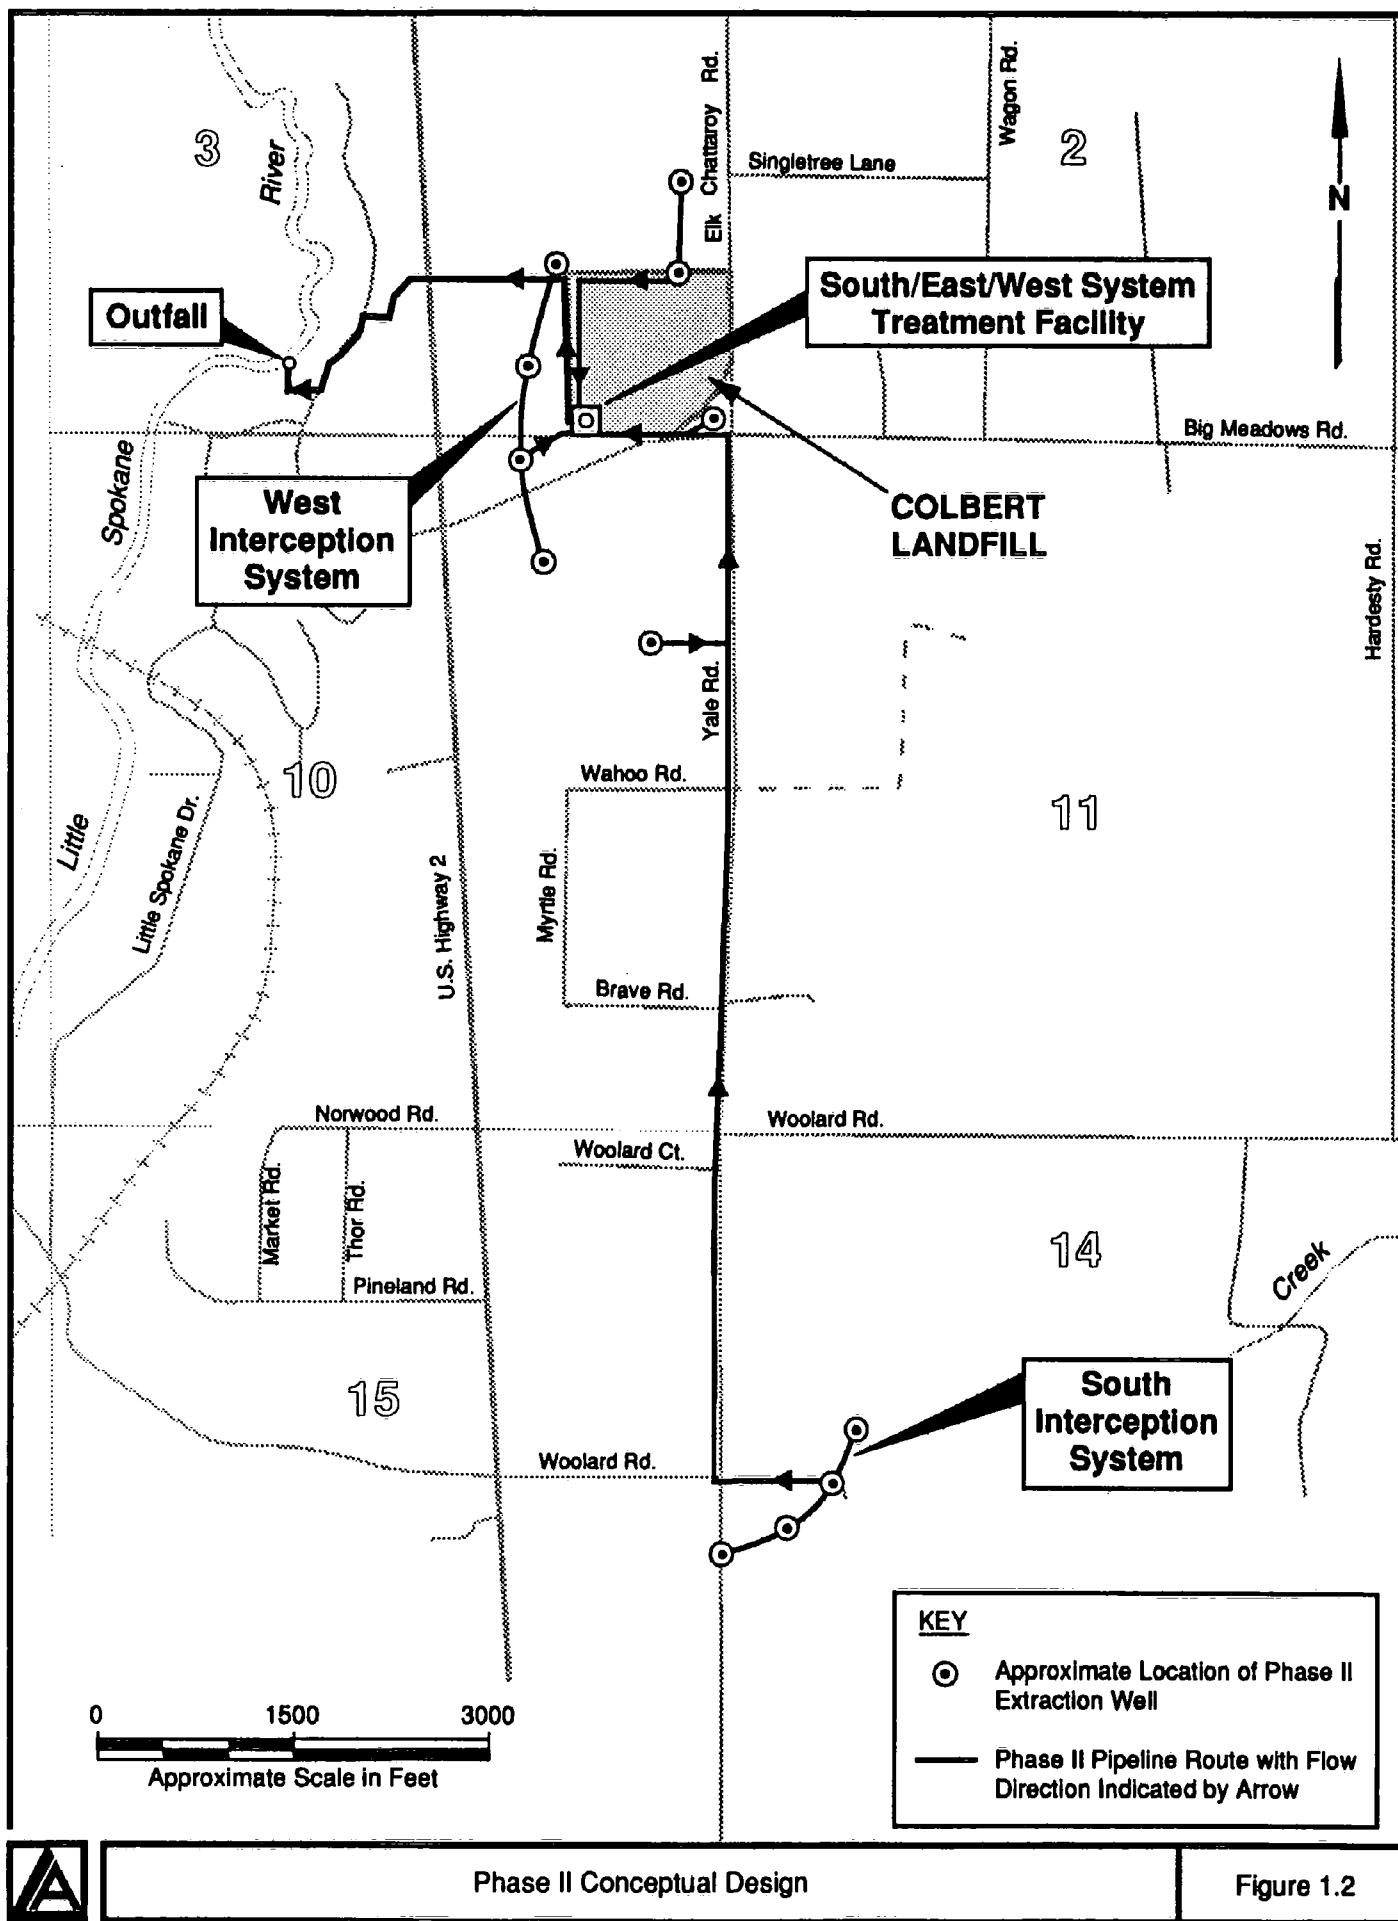 3
River
Elk Chattaroy Rd.
Wagon Rd.
2
Singletree Lane
N
Outfall
South/East/West System
Treatment Facility
Big Meadows Rd.
Spokane
West
Interception
System
COLBERT
LANDFILL
Hardesty Rd.
Yale Rd.
Wahoo Rd.
10
11
Little
Little Spokane Dr.
U.S. Highway 2
Myrtle Rd.
Brave Rd.
Norwood Rd.
Woolard Rd.
Woolard Ct.
Market Rd.
Thor Rd.
Pineland Rd.
14
Creek
15
South
Interception
System
Woolard Rd.
KEY
Approximate Location of Phase II
Extraction Well
Phase II Pipeline Route with Flow
Direction Indicated by Arrow
0 1500 3000
Approximate Scale in Feet
Phase II Conceptual Design
Figure 1.2